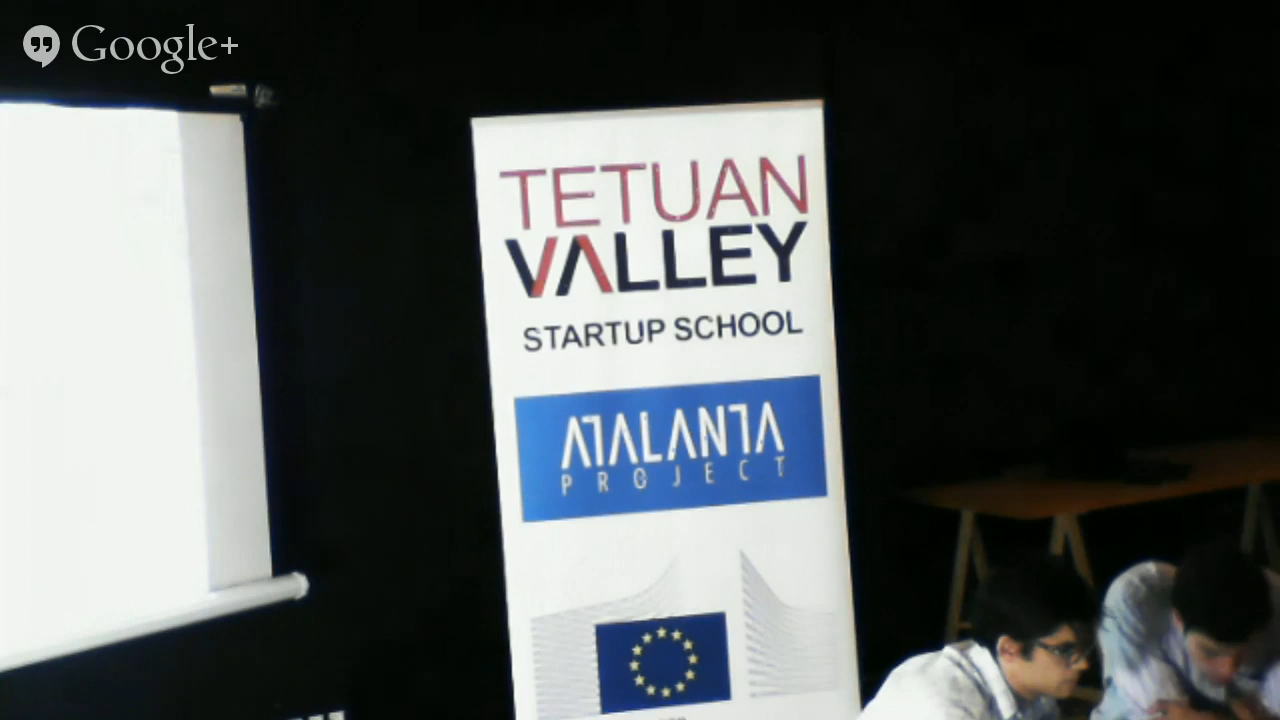 Google+
TETUAN
VALLEY
STARTUP SCHOOL
ATALANTA
PROJECT